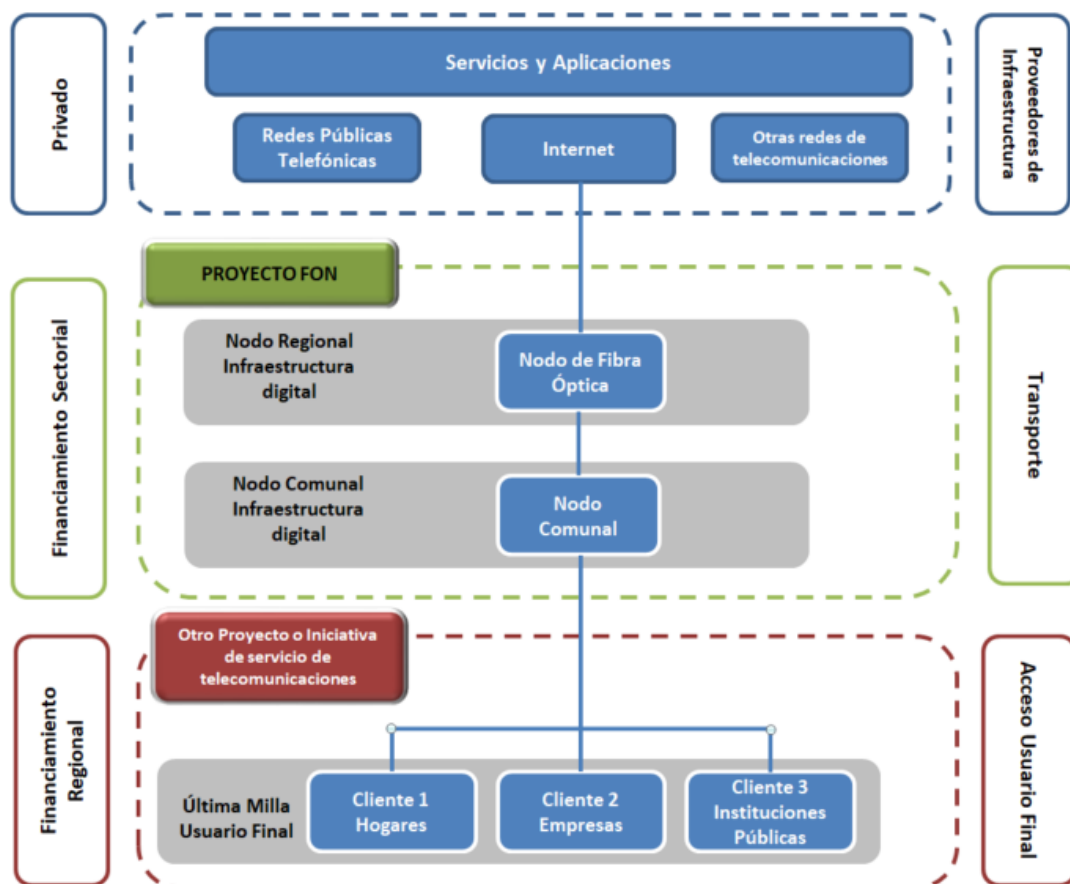 Privado
Servicios y Aplicaciones
Redes Públicas
Telefónicas
Internet
Otras redes de
telecomunicaciones
Proveedores de
Infraestructura
Financiamiento Sectorial
PROYECTO FON
Nodo Regional
Infraestructura
digital
Nodo de Fibra
Óptica
Nodo Comunal
Infraestructura
digital
Nodo
Comunal
Transporte
Financiamiento
Regional
Otro Proyecto o Iniciativa
de servicio de
telecomunicaciones
Última Milla
Usuario Final
Cliente 1
Hogares
Cliente 2
Empresas
Cliente 3
Instituciones
Públicas
Acceso Usuario Final